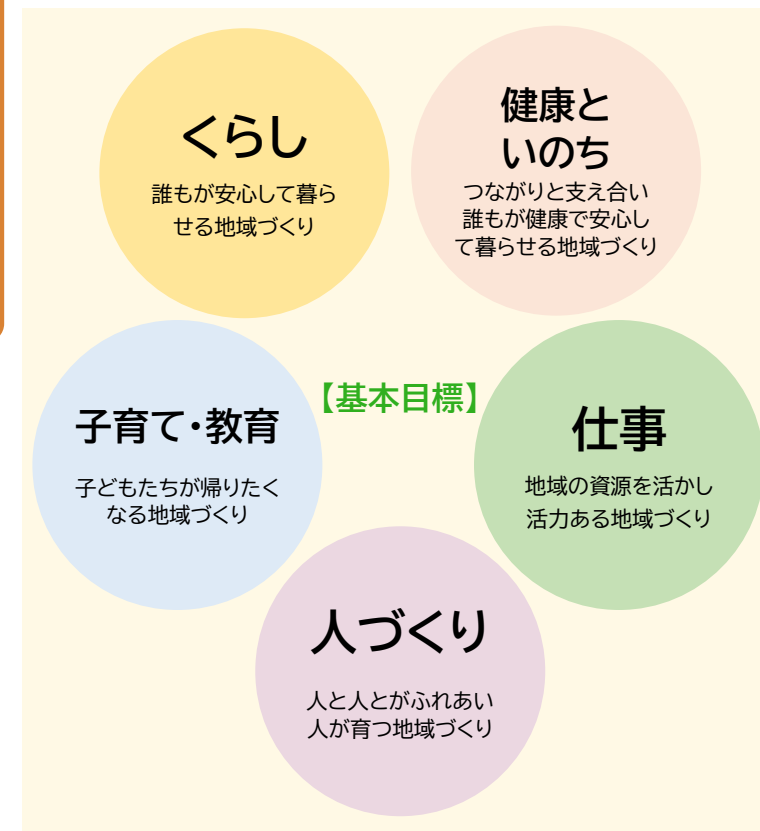 くらし
誰もが安心して暮ら
せる地域づくり
健康と
いのち
つながりと支え合い
誰もが健康で安心し
て暮らせる地域づくり
【基本目標】
子育て・教育
子どもたちが帰りたく
なる地域づくり
仕事
地域の資源を活かし
活力ある地域づくり
人づくり
人と人とがふれあい
人が育つ地域づくり